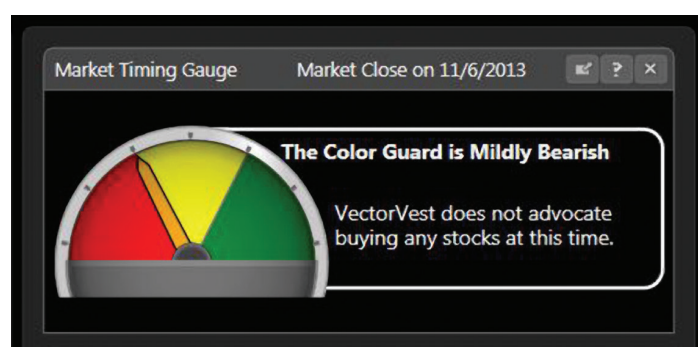 Market Timing Gauge
Market Close on 11/6/2013
?
The Color Guard is Mildly Bearish
VectorVest does not advocate
buying any stocks at this time.